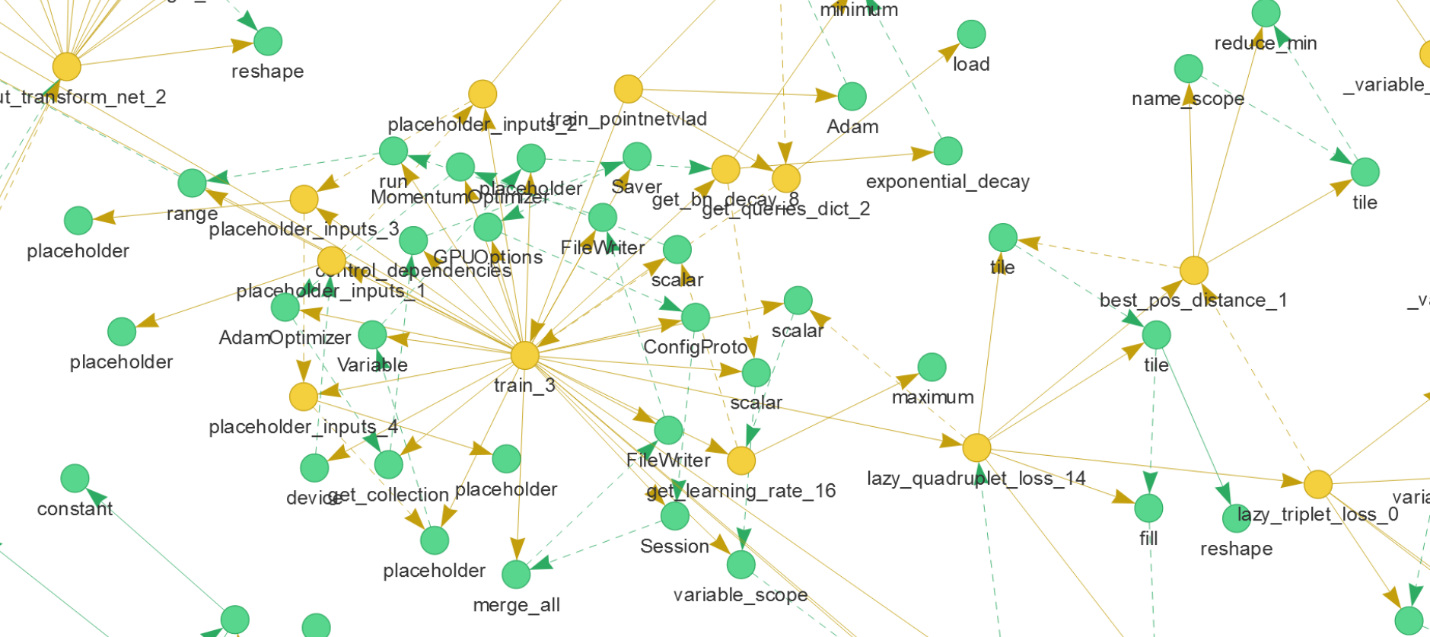 minimum
reduce_min
load
reshape
name_scope
_variable_
ut_transform_net_2
placeholder_inputs_2
train_pointnetvlad
Adam
run
MomentumOptimizer
placeholder
Saver
get_bn_decay_8
exponential_decay
tile
range
get_queries_dict_2
placeholder_inputs_3
placeholder
GPUOptions
FileWriter
control_dependencies
scalar
tile
placeholder_inputs_1
best_pos_distance_1
AdamOptimizer
ConfigProto
scalar
placeholder
Variable
tile
train_3
scalar
maximum
placeholder_inputs_4
FileWriter
lazy_quadruplet_loss_14
device
get_collection
placeholder
get_learning_rate_16
varia
constant
lazy_triplet_loss_0
Session
fill
reshape
placeholder
merge_all
variable_scope